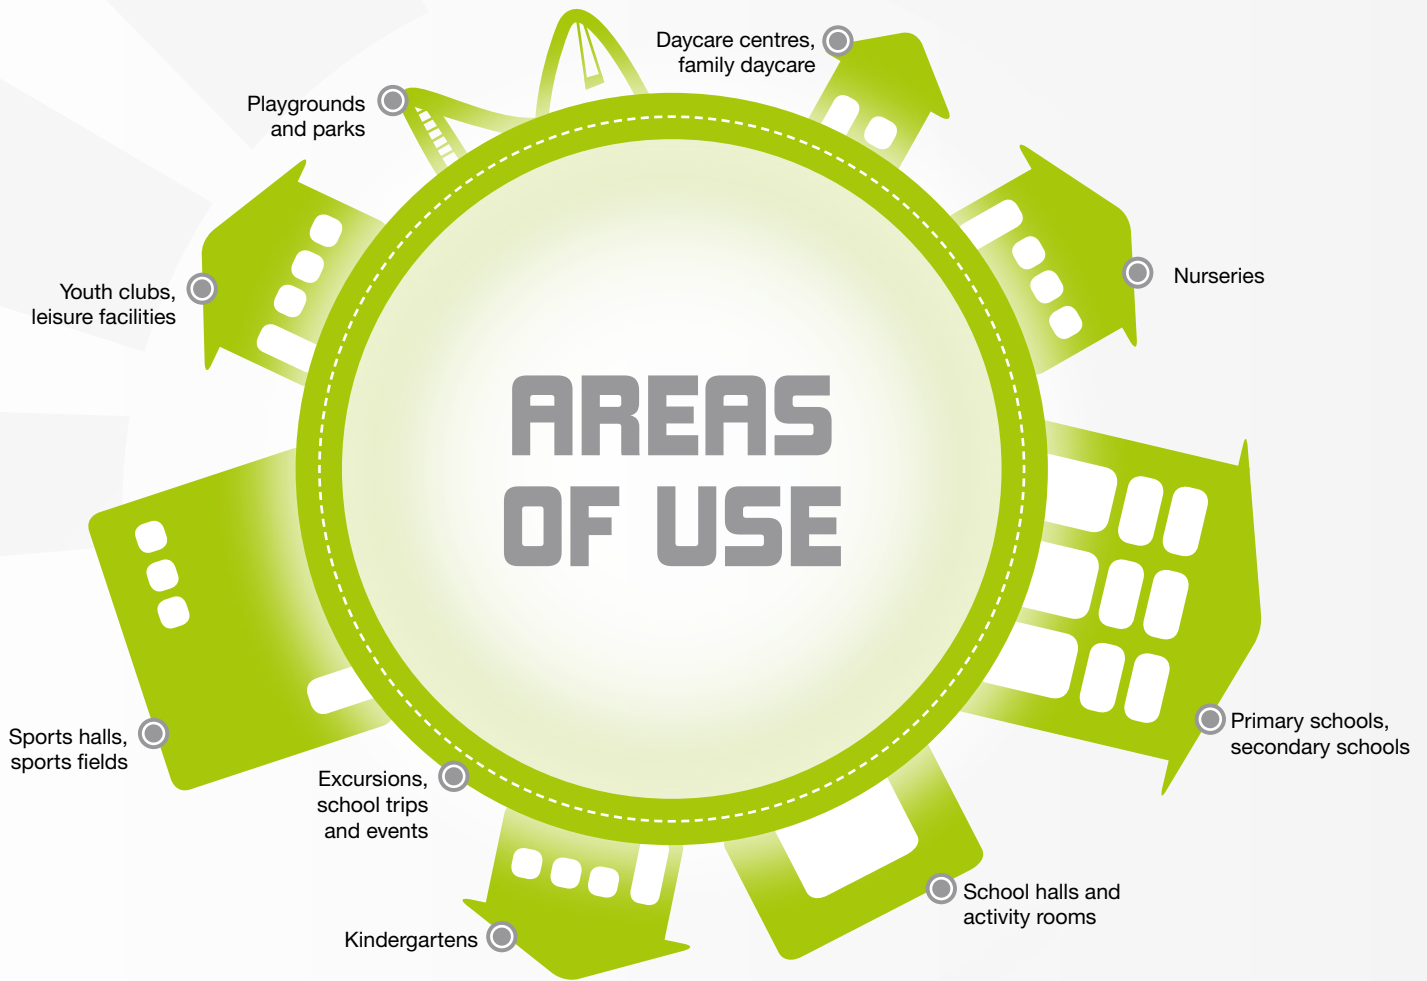 Daycare centres,
family daycare
Playgrounds
and parks
Nurseries
Youth clubs,
leisure facilities
AREAS
OF USE
Primary schools,
secondary schools
Sports halls,
sports fields
Excursions,
school trips
and events
School halls and
activity rooms
Kindergartens